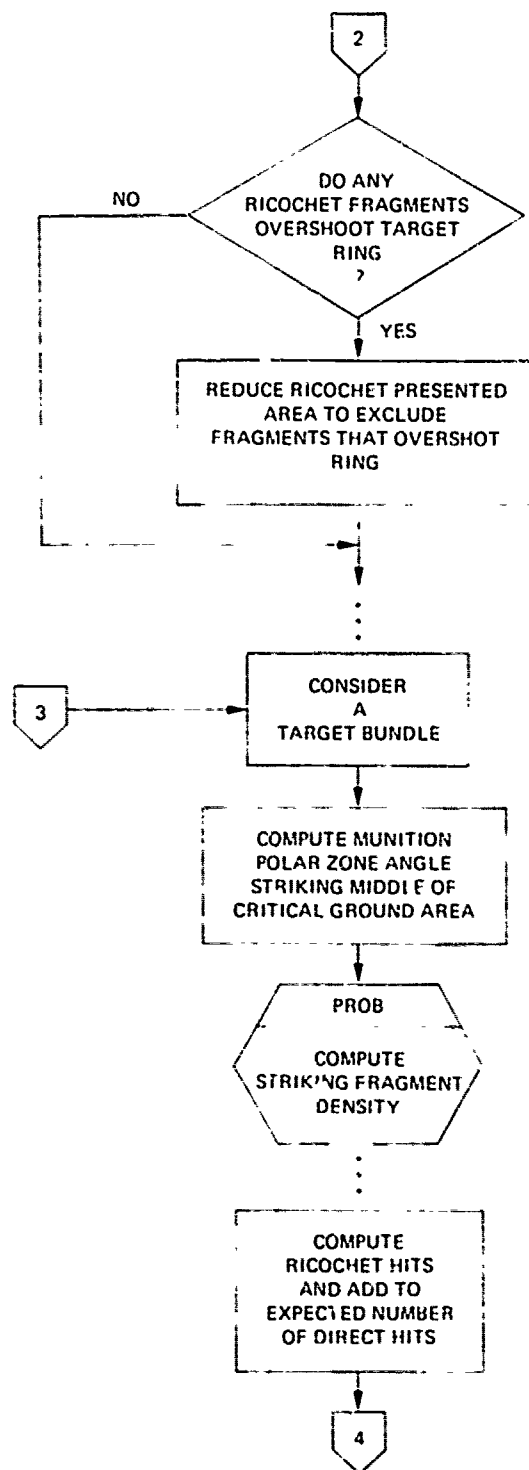 2
DO ANY
RICOCHET FRAGMENTS
OVERSHOOT TARGET
RING
?
NO
YES
REDUCE RICOCHET PRESENTED
AREA TO EXCLUDE
FRAGMENTS THAT OVERSHOT
RING
CONSIDER
A
TARGET BUNDLE
3
COMPUTE MUNITION
POLAR ZONE ANGLE
STRIKING MIDDLE OF
CRITICAL GROUND AREA
PROB
COMPUTE
STRIKING FRAGMENT
DENSITY
COMPUTE
RICOCHET HITS
AND ADD TO
EXPECTED NUMBER
OF DIRECT HITS
4